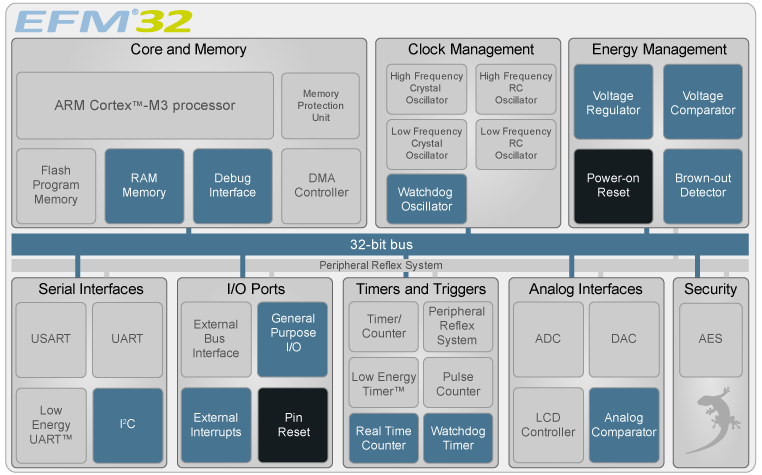 EFM®32
Core and Memory
ARM Cortex™-M3 processor
Memory
Protection
Unit
Flash
Program
Memory
RAM
Memory
Debug
Interface
DMA
Controller
Clock Management
High Frequency
Crystal
Oscillator
High Frequency
RC
Oscillator
Low Frequency
Crystal
Oscillator
Low Frequency
RC
Oscillator
Watchdog
Oscillator
Energy Management
Voltage
Regulator
Voltage
Comparator
Power-on
Reset
Brown-out
Detector
32-bit bus
Peripheral Reflex System
Serial Interfaces
USART
UART
Low
Energy
UART™
I²C
I/O Ports
External
Bus
Interface
General
Purpose
I/O
External
Interrupts
Pin
Reset
Timers and Triggers
Timer/
Counter
Peripheral
Reflex
System
Low Energy
Timer™
Pulse
Counter
Real Time
Counter
Watchdog
Timer
Analog Interfaces
ADC
DAC
LCD
Controller
Analog
Comparator
Security
AES